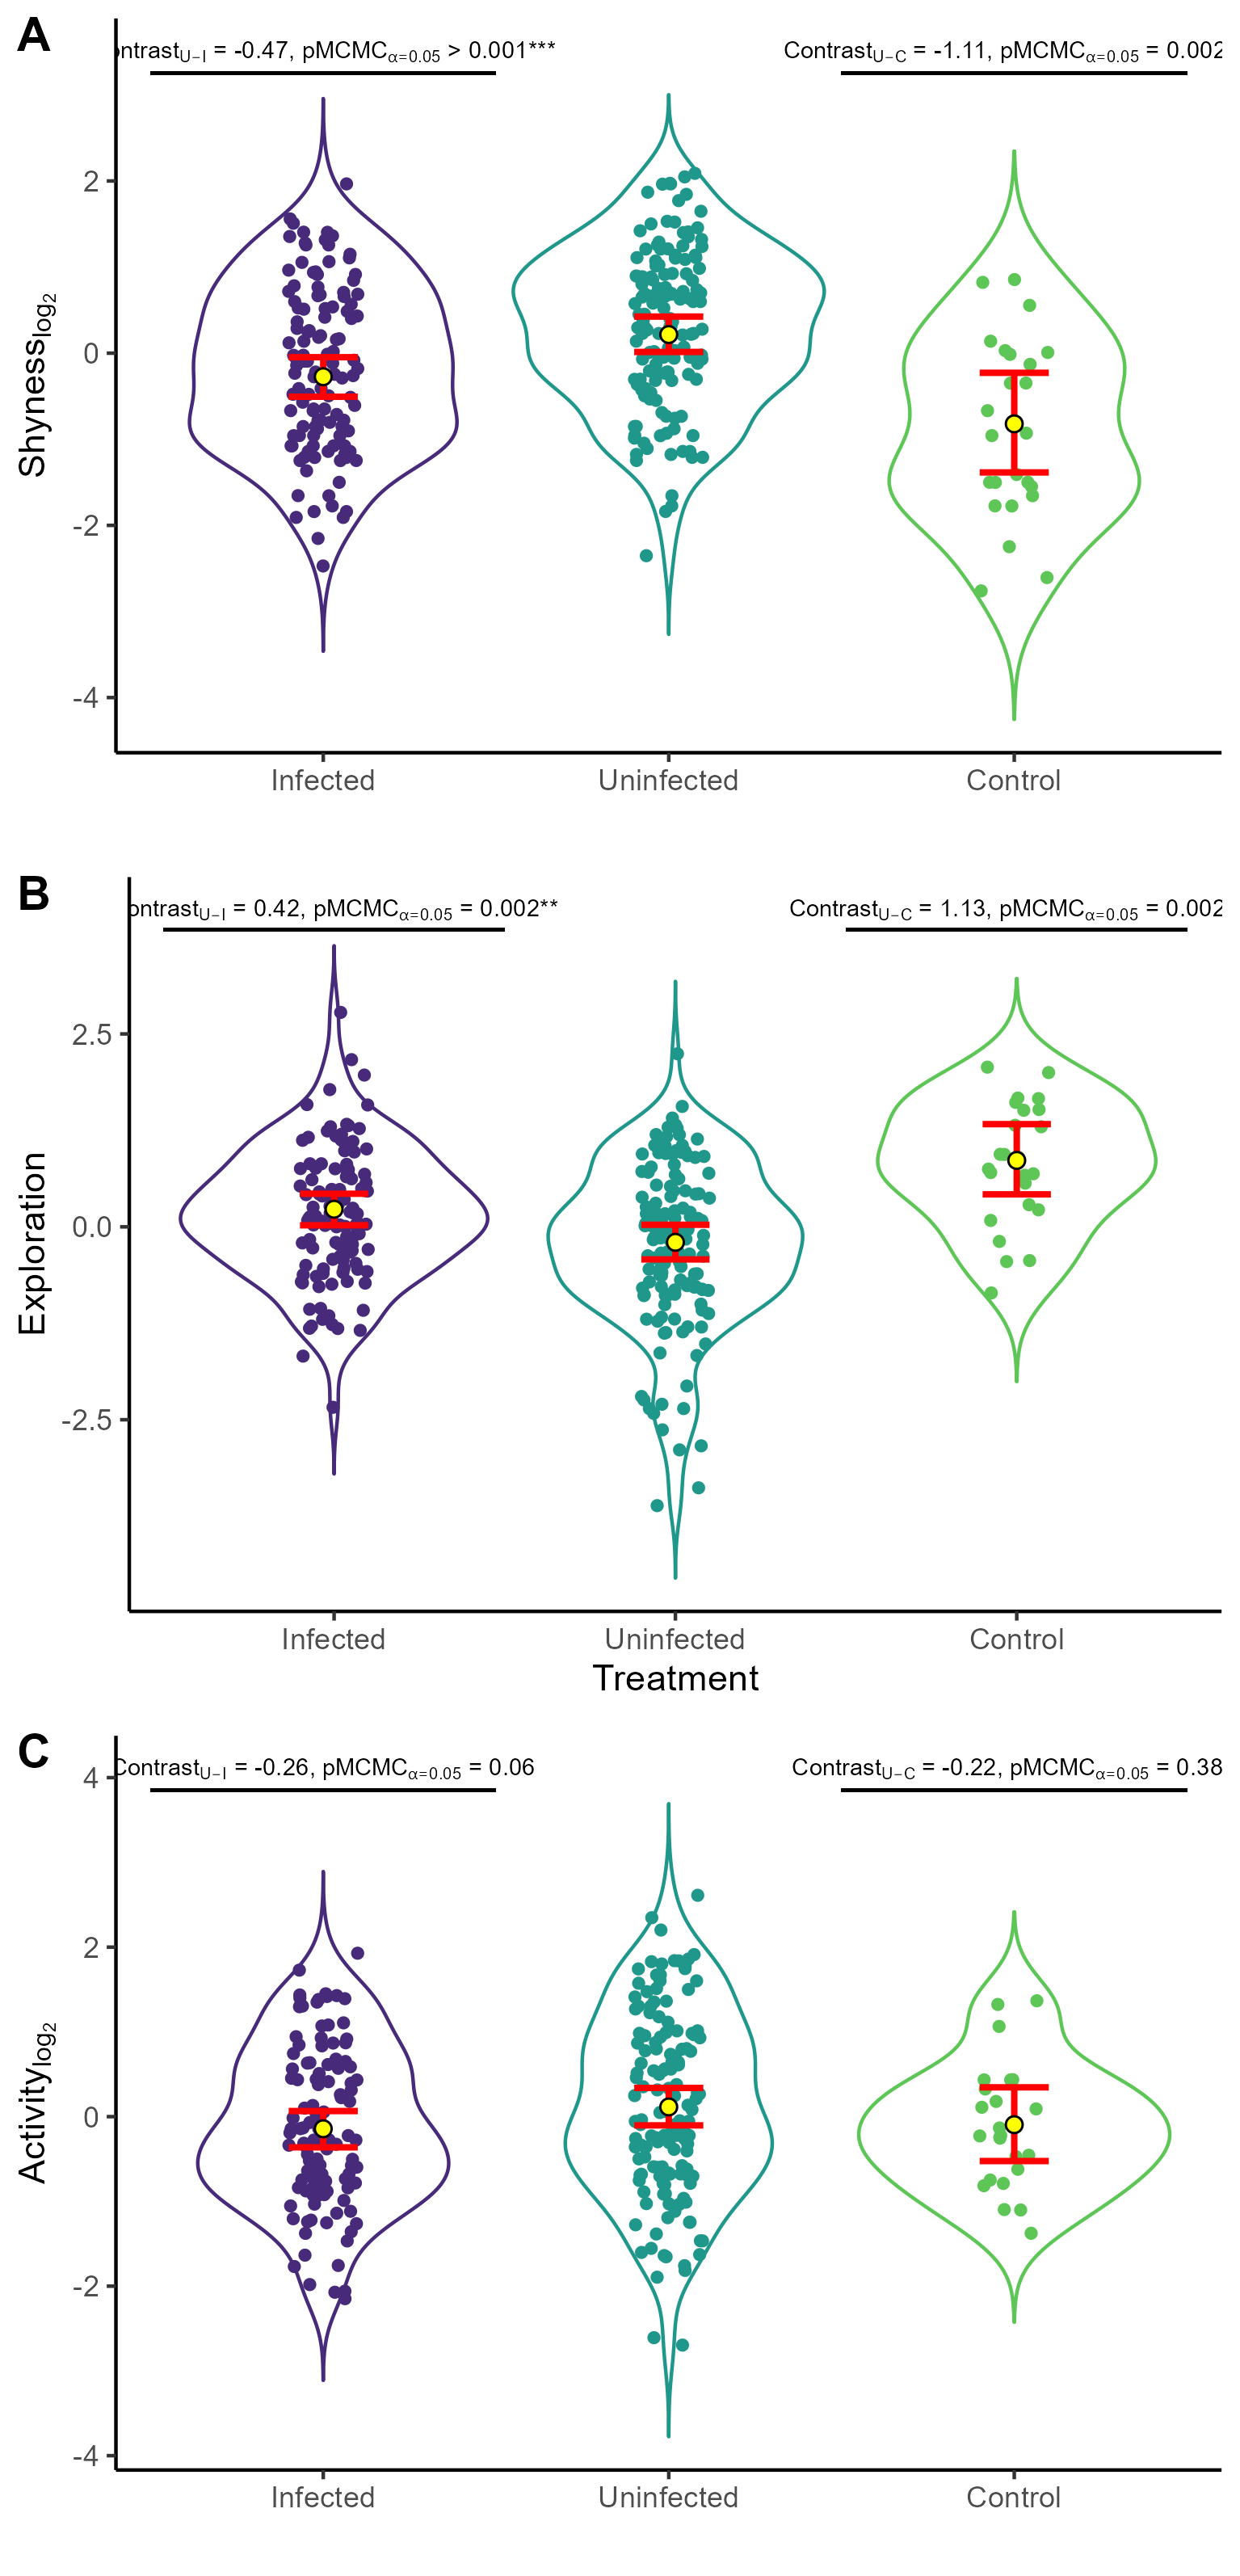 A
ontrastU−I = -0.47, pMCMCα=0.05 > 0.001***
ContrastU−C = -1.11, pMCMCα=0.05 = 0.002
Shynesslog2
2
0
-2
-4
Infected Uninfected Control
B
ontrastU−I = 0.42, pMCMCα=0.05 = 0.002**
ContrastU−C = 1.13, pMCMCα=0.05 = 0.002
Exploration
2.5
0.0
-2.5
Infected Uninfected Control
Treatment
C
ContrastU−I = -0.26, pMCMCα=0.05 = 0.06
ContrastU−C = -0.22, pMCMCα=0.05 = 0.38
Activitylog2
4
2
0
-2
-4
Infected Uninfected Control